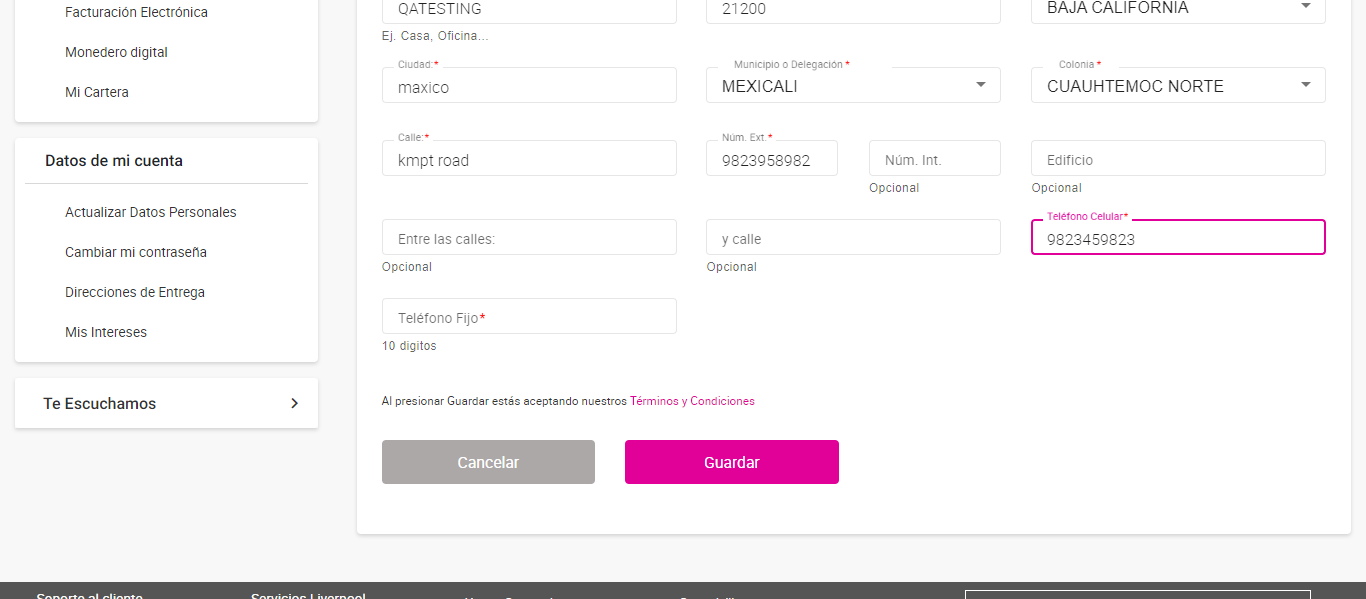 Facturación Electrónica
Monedero digital
Mi Cartera
Datos de mi cuenta
Actualizar Datos Personales
Cambiar mi contraseña
Direcciones de Entrega
Mis Intereses
Te Escuchamos
QATESTING
21200
BAJA CALIFORNIA
Ej. Casa, Oficina...
Ciudad:*
maxico
Municipio o Delegación *
MEXICALI
Colonia *
CUAUHTEMOC NORTE
Calle:*
kmpt road
Núm. Ext.*
9823958982
Núm. Int.
Opcional
Edificio
Opcional
Entre las calles:
Opcional
y calle
Opcional
Teléfono Celular*
9823459823
Teléfono Fijo*
10 digitos
Al presionar Guardar estás aceptando nuestros Términos y Condiciones
Cancelar
Guardar
Soporte al cliente
Servicios Liverpool